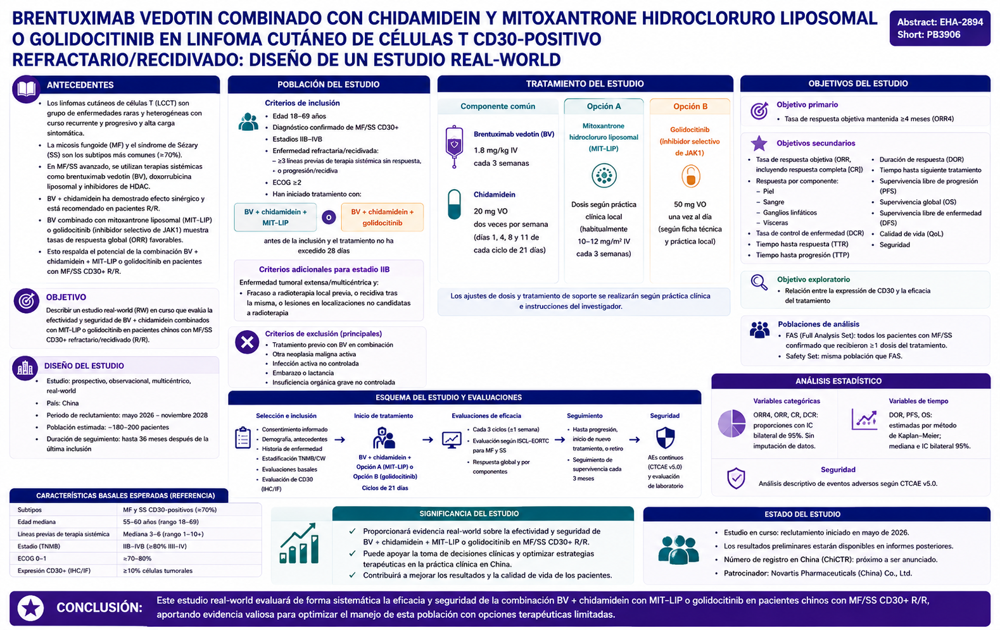 BRENTUXIMAB VEDOTIN COMBINADO CON CHIDAMIDEIN Y MITOXANTRONE HIDROCLORURO LIPOSOMAL
O GOLIDOCITINIB EN LINFOMA CUTÁNEO DE CÉLULAS T CD30-POSITIVO
REFRACTARIO/RECIDIVADO: DISEÑO DE UN ESTUDIO REAL-WORLD
Abstract: EHA-2894
Short: PB3906
ANTECEDENTES
• Los linfomas cutáneos de células T (LCCT) son
grupo de enfermedades raras y heterogéneas con
curso recurrente y progresivo y alta carga
sintomática.
• La micosis fungoide (MF) y el síndrome de Sézary
(SS) son los subtipos más comunes (≥70%).
• En MF/SS avanzado, se utilizan terapias sistémicas
como brentuximab vedotin (BV), doxorrubicina
liposomal y inhibidores de HDAC.
• BV + chidamidein ha demostrado efecto sinérgico y
está recomendado en pacientes R/R.
• BV combinado con mitoxantrone liposomal (MIT-LIP)
o golidocitinib (inhibidor selectivo de JAK1) muestra
tasas de respuesta global (ORR) favorables.
• Esto respalda el potencial de la combinación BV +
chidamidein + MIT-LIP o golidocitinib en pacientes
con MF/SS CD30+ R/R.
OBJETIVO
Describir un estudio real-world (RW) en curso que evalúa la
efectividad y seguridad de BV + chidamidein combinados
con MIT-LIP o golidocitinib en pacientes chinos con MF/SS
CD30+ refractario/recidivado (R/R).
DISEÑO DEL ESTUDIO
• Estudio: prospectivo, observacional, multicéntrico,
real-world
• País: China
• Periodo de reclutamiento: mayo 2026 – noviembre 2028
• Población estimada: ~180–200 pacientes
• Duración de seguimiento: hasta 36 meses después de la
última inclusión
POBLACIÓN DEL ESTUDIO
Criterios de inclusión
• Edad 18–69 años
• Diagnóstico confirmado de MF/SS CD30+
• Estadios IIB–IVB
• Enfermedad refractaria/recidivada:
– ≥3 líneas previas de terapia sistémica sin respuesta,
o progresión/recidiva
• ECOG ≥2
• Han iniciado tratamiento con:
BV + chidamidein +
MIT-LIP
O
BV + chidamidein +
golidocitinib
antes de la inclusión y el tratamiento no ha
excedido 28 días
Criterios adicionales para estadio IIB
Enfermedad tumoral extensa/multicéntrica y:
• Fracaso a radioterapia local previa, o recidiva tras
la misma, o lesiones en localizaciones no candidatas
a radioterapia
Criterios de exclusión (principales)
• Tratamiento previo con BV en combinación
• Otra neoplasia maligna activa
• Infección activa no controlada
• Embarazo o lactancia
• Insuficiencia orgánica grave no controlada
TRATAMIENTO DEL ESTUDIO
Componente común
Brentuximab vedotin (BV)
1.8 mg/kg IV
cada 3 semanas
Chidamidein
20 mg VO
dos veces por semana
(días 1, 4, 8 y 11 de
cada ciclo de 21 días)
Opción A
Mitoxantrone
hidrocloruro liposomal
(MIT-LIP)
Dosis según práctica
clínica local
(habitualmente
10–12 mg/m² IV
cada 3 semanas)
Opción B
Golidocitinib
(inhibidor selectivo
de JAK1)
50 mg VO
una vez al día
(según ficha técnica
y práctica local)
Los ajustes de dosis y tratamiento de soporte se realizarán según práctica clínica
e instrucciones del investigador.
OBJETIVOS DEL ESTUDIO
Objetivo primario
• Tasa de respuesta objetiva mantenida ≥4 meses (ORR4)
Objetivos secundarios
• Tasa de respuesta objetiva (ORR,
incluyendo respuesta completa [CR])
• Respuesta por componente:
– Piel
– Sangre
– Ganglios linfáticos
– Vísceras
• Tasa de control de enfermedad (DCR)
• Tiempo hasta respuesta (TTR)
• Tiempo hasta progresión (TTP)
• Duración de respuesta (DOR)
• Tiempo hasta siguiente tratamiento
• Supervivencia libre de progresión
(PFS)
• Supervivencia global (OS)
• Supervivencia libre de enfermedad
(DFS)
• Calidad de vida (QoL)
• Seguridad
Objetivo exploratorio
• Relación entre la expresión de CD30 y la eficacia
del tratamiento
Poblaciones de análisis
• FAS (Full Analysis Set): todos los pacientes con MF/SS
confirmado que recibieron ≥1 dosis del tratamiento.
• Safety Set: misma población que FAS.
ESQUEMA DEL ESTUDIO Y EVALUACIONES
Selección e inclusión
• Consentimiento informado
• Demografia, antecedentes
• Historia de enfermedad
• Estadificación TNMB/CW
• Evaluaciones basales
• Evaluación de CD30
(IHC/IF)
Inicio de tratamiento
BV + chidamidein +
Opción A (MIT-LIP) o
Opción B (golidocitinib)
Ciclos de 21 días
Evaluaciones de eficacia
• Cada 3 ciclos (±1 semana)
• Evaluación según ISCL-EORTC
para MF y SS
• Respuesta global y por
componentes
Seguimiento
• Hasta progresión,
inicio de nuevo
tratamiento, o retiro
• Seguimiento de
supervivencia cada
3 meses
Seguridad
AEs continuos
(CTCAE v5.0)
y evaluación
de laboratorio
ANÁLISIS ESTADÍSTICO
Variables categóricas
ORR4, ORR, CR, DCR:
proporciones con IC
bilateral de 95%. Sin
imputación de datos.
Variables de tiempo
DOR, PFS, OS:
estimadas por método
de Kaplan–Meier;
mediana e IC bilateral 95%.
Seguridad
Análisis descriptivo de eventos adversos según CTCAE v5.0.
CARACTERÍSTICAS BASALES ESPERADAS (REFERENCIA)
Subtipos MF y SS CD30-positivos (≥70%)
Edad mediana 55–60 años (rango 18–69)
Líneas previas de terapia sistémica Mediana 3–6 (rango 1–10+)
Estadio (TNMB) IIB–IVB (≥80% IIII–IV)
ECOG 0–1 ≥70–80%
Expresión CD30+ (IHC/IF) ≥10% células tumorales
SIGNIFICANCIA DEL ESTUDIO
✓ Proporcionará evidencia real-world sobre la efectividad y seguridad de
BV + chidamidein + MIT-LIP o golidocitinib en MF/SS CD30+ R/R.
✓ Puede apoyar la toma de decisiones clínicas y optimizar estrategias
terapéuticas en la práctica clínica en China.
✓ Contribuirá a mejorar los resultados y la calidad de vida de los pacientes.
ESTADO DEL ESTUDIO
• Estudio en curso: reclutamiento iniciado en mayo de 2026.
• Los resultados preliminares estarán disponibles en informes posteriores.
• Número de registro en China (ChiCTR): próximo a ser anunciado.
• Patrocinador: Novartis Pharmaceuticals (China) Co., Ltd.
CONCLUSIÓN:
Este estudio real-world evaluará de forma sistemática la eficacia y seguridad de la combinación BV + chidamidein con MIT-LIP o golidocitinib en pacientes chinos con MF/SS CD30+ R/R,
aportando evidencia valiosa para optimizar el manejo de esta población con opciones terapéuticas limitadas.